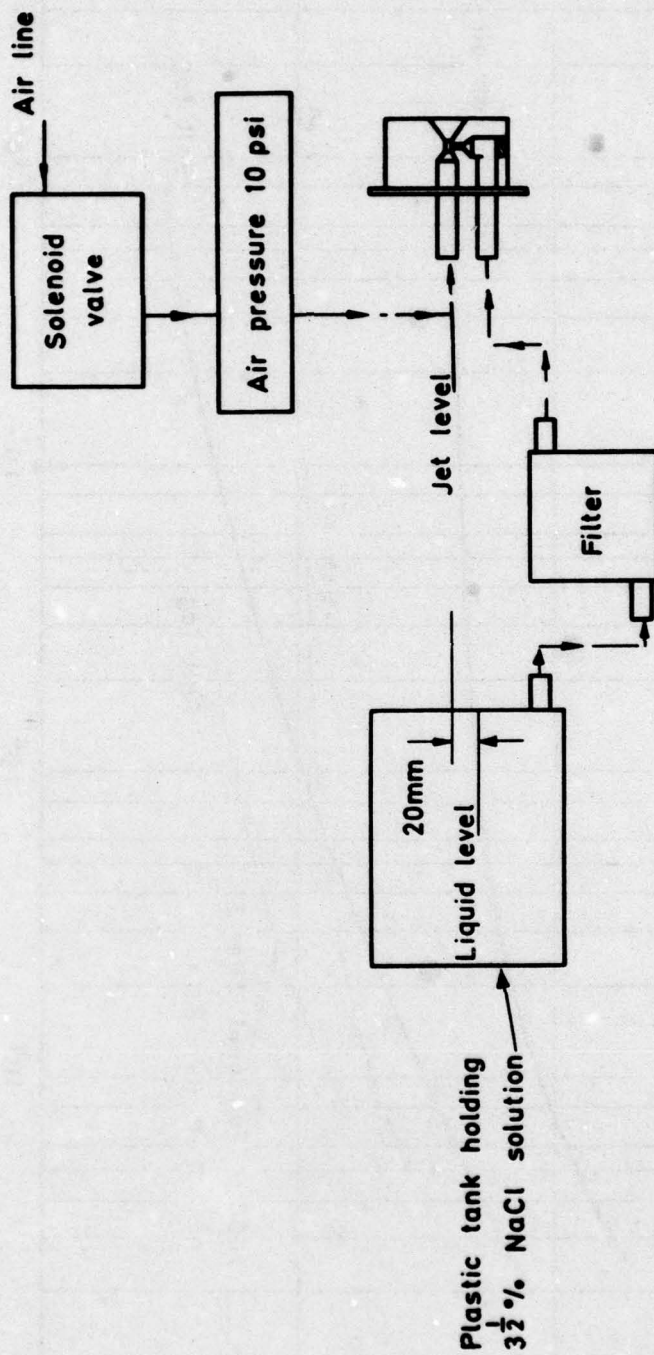 Air line
Solenoid
valve
Air pressure 10 psi
Jet level
Filter
20mm
Liquid level
Plastic tank holding
3½% NaCl solution